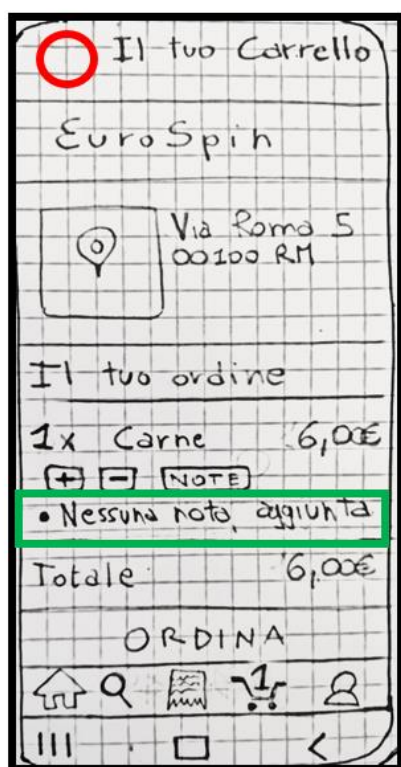 Il tuo Carrello
EuroSpin
Via Roma 5
00100 RM
Il tuo ordine
1x Carne 6,00€
+ - NOTE
• Nessuna nota aggiunta
Totale 6,00€
ORDINA
1